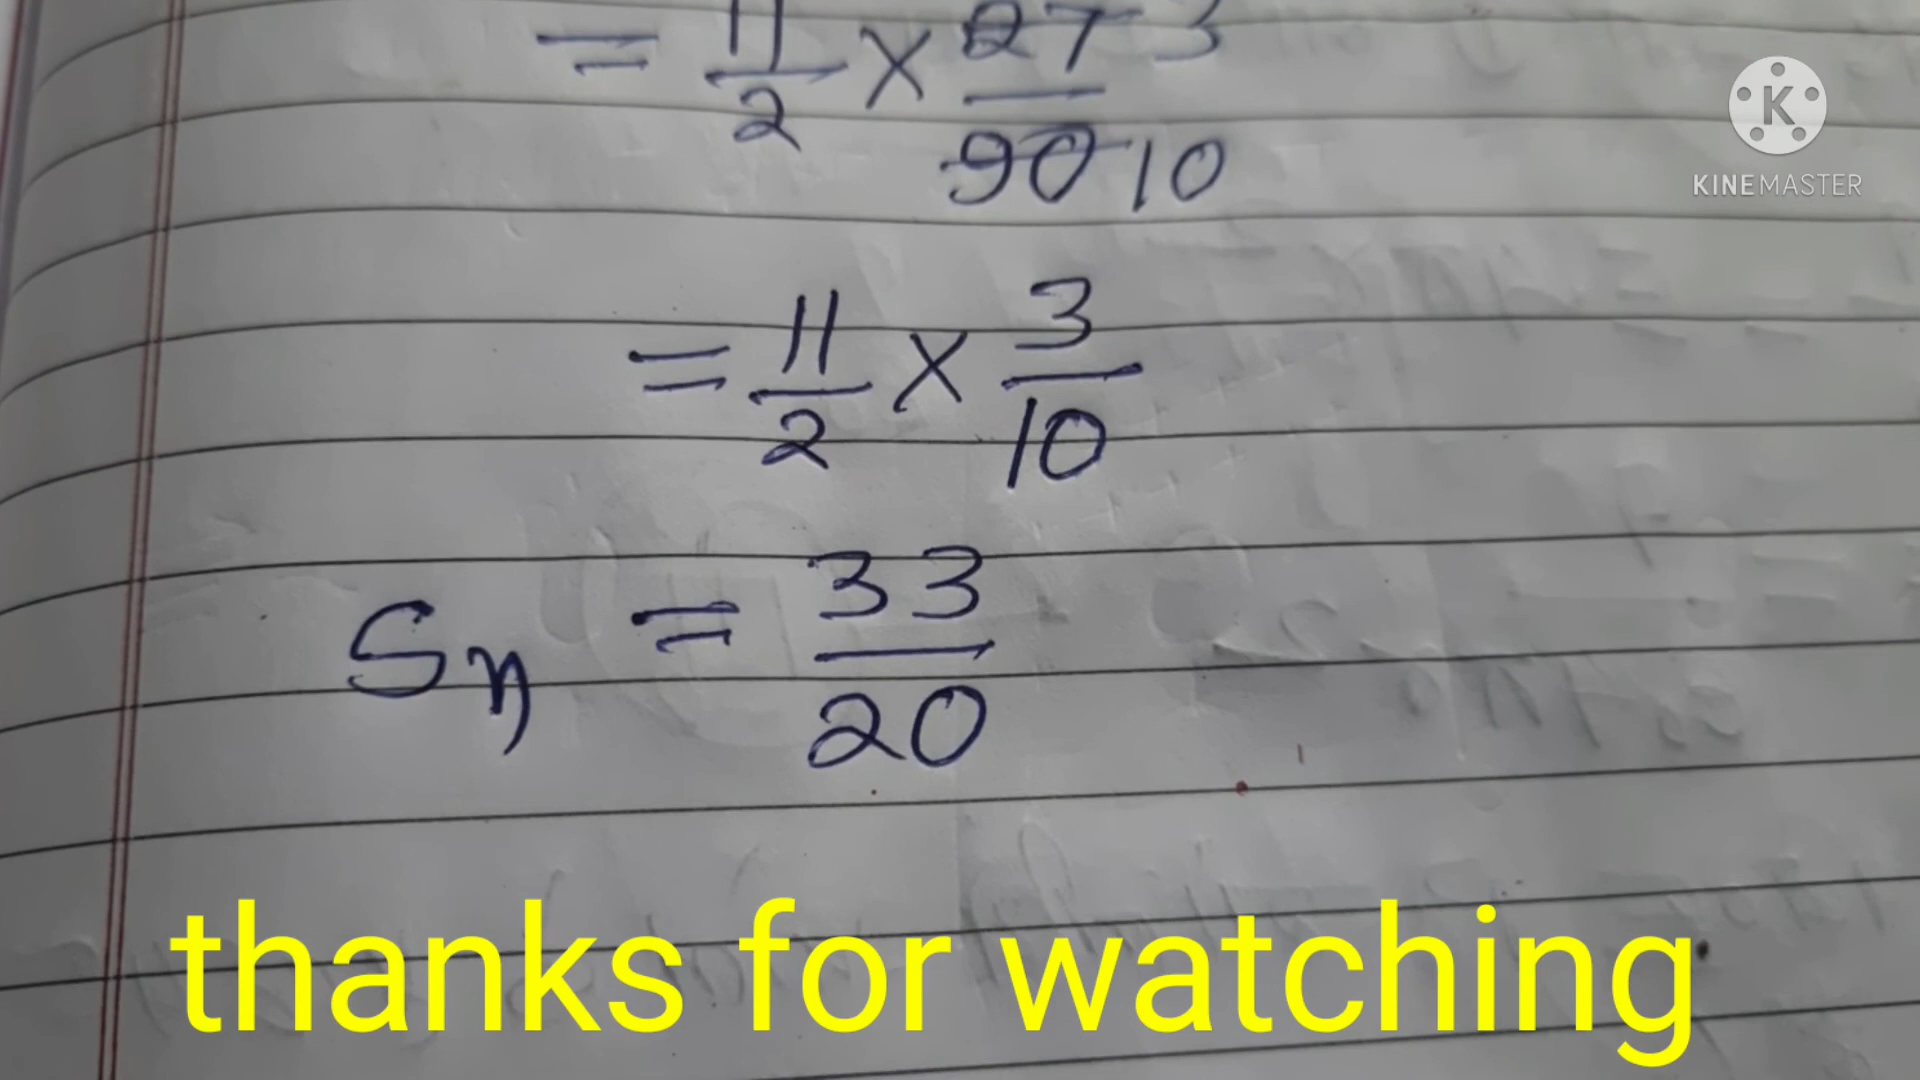 = 11/2 × 27/90 3/10
KINEMASTER
= 11/2 × 3/10
Sn = 33/20
thanks for watching